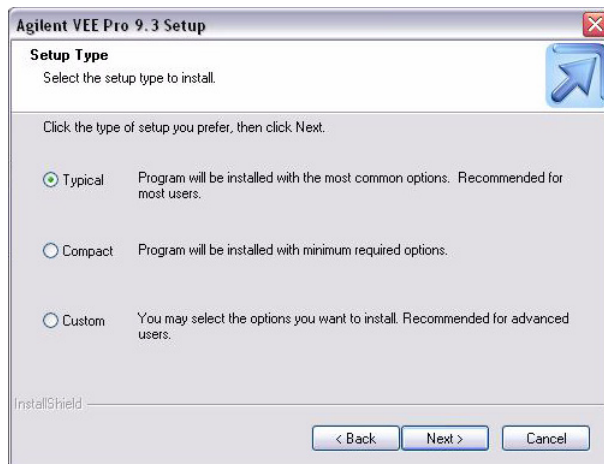 Agilent VEE Pro 9.3 Setup
Setup Type
Select the setup type to install.
Click the type of setup you prefer, then click Next.
Typical
Program will be installed with the most common options. Recommended for
most users.
Compact
Program will be installed with minimum required options.
Custom
You may select the options you want to install. Recommended for advanced
users.
InstallShield
< Back
Next >
Cancel